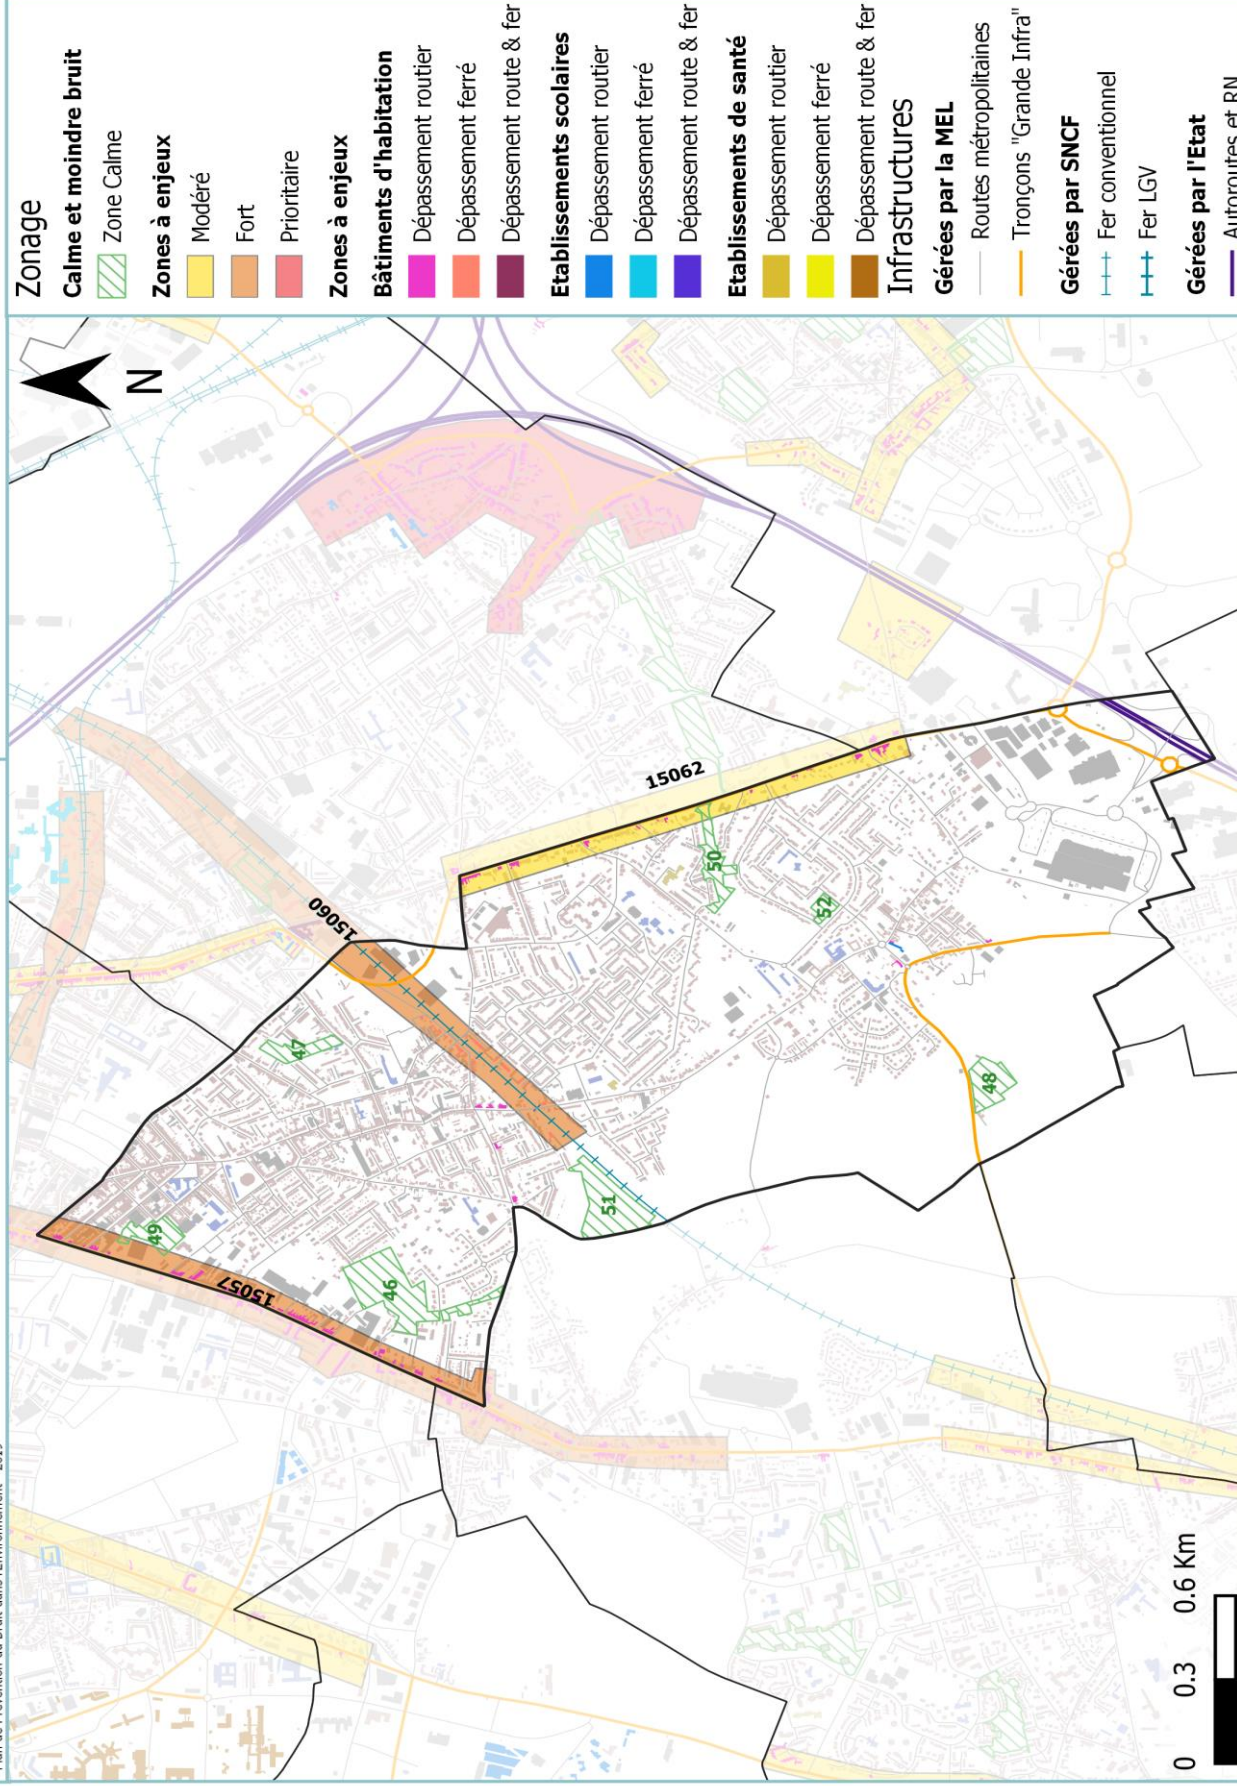 Zonage
Calme et moindre bruit
Zone Calme
Zones à enjeux
Modéré
Fort
Prioritaire
Zones à enjeux
Bâtiments d'habitation
Dépassement routier
Dépassement ferré
Dépassement route & fer
Etablissements scolaires
Dépassement routier
Dépassement ferré
Dépassement route & fer
Etablissements de santé
Dépassement routier
Dépassement ferré
Dépassement route & fer
Infrastructures
Gérées par la MEL
Routes métropolitaines
Tronçons "Grande Infra"
Gérées par SNCF
Fer conventionnel
Fer LGV
Gérées par l'Etat
Autoroutes et RN
N
15057
15060
15062
46
47
48
49
50
51
52
0 0.3 0.6 Km